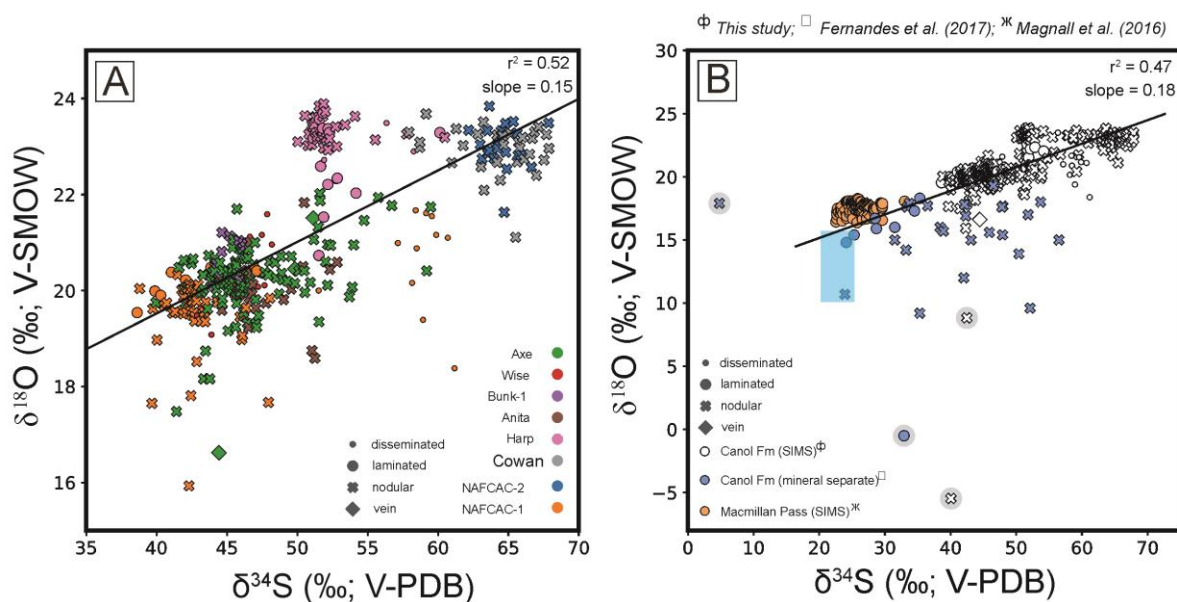 ф This study; □ Fernandes et al. (2017); ж Magnall et al. (2016)
A
r² = 0.52
slope = 0.15
24
22
20
18
16
δ¹⁸O (‰; V-SMOW)
Axe
Wise
Bunk-1
Anita
Harp
Cowan
NAFCAC-2
NAFCAC-1
disseminated
laminated
nodular
vein
35 40 45 50 55 60 65 70
δ³⁴S (‰; V-PDB)
B
r² = 0.47
slope = 0.18
30
25
20
15
10
5
0
−5
δ¹⁸O (‰; V-SMOW)
disseminated
laminated
nodular
vein
Canol Fm (SIMS)ф
Canol Fm (mineral separate)□
Macmillan Pass (SIMS)ж
0 10 20 30 40 50 60 70
δ³⁴S (‰; V-PDB)